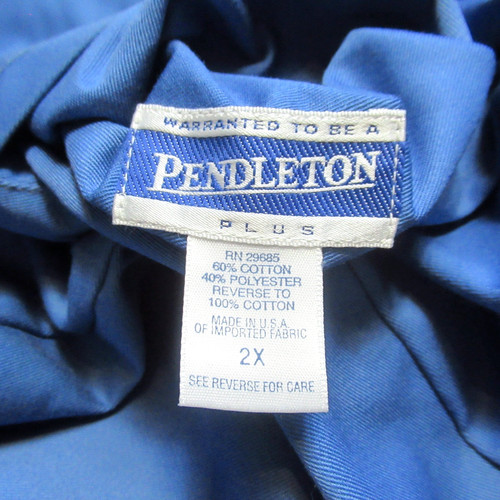 WARRANTED TO BE A
PENDLETON
PLUS
RN 29685
60% COTTON
40% POLYESTER
REVERSE TO
100% COTTON
MADE IN U.S.A.
OF IMPORTED FABRIC
2X
SEE REVERSE FOR CARE